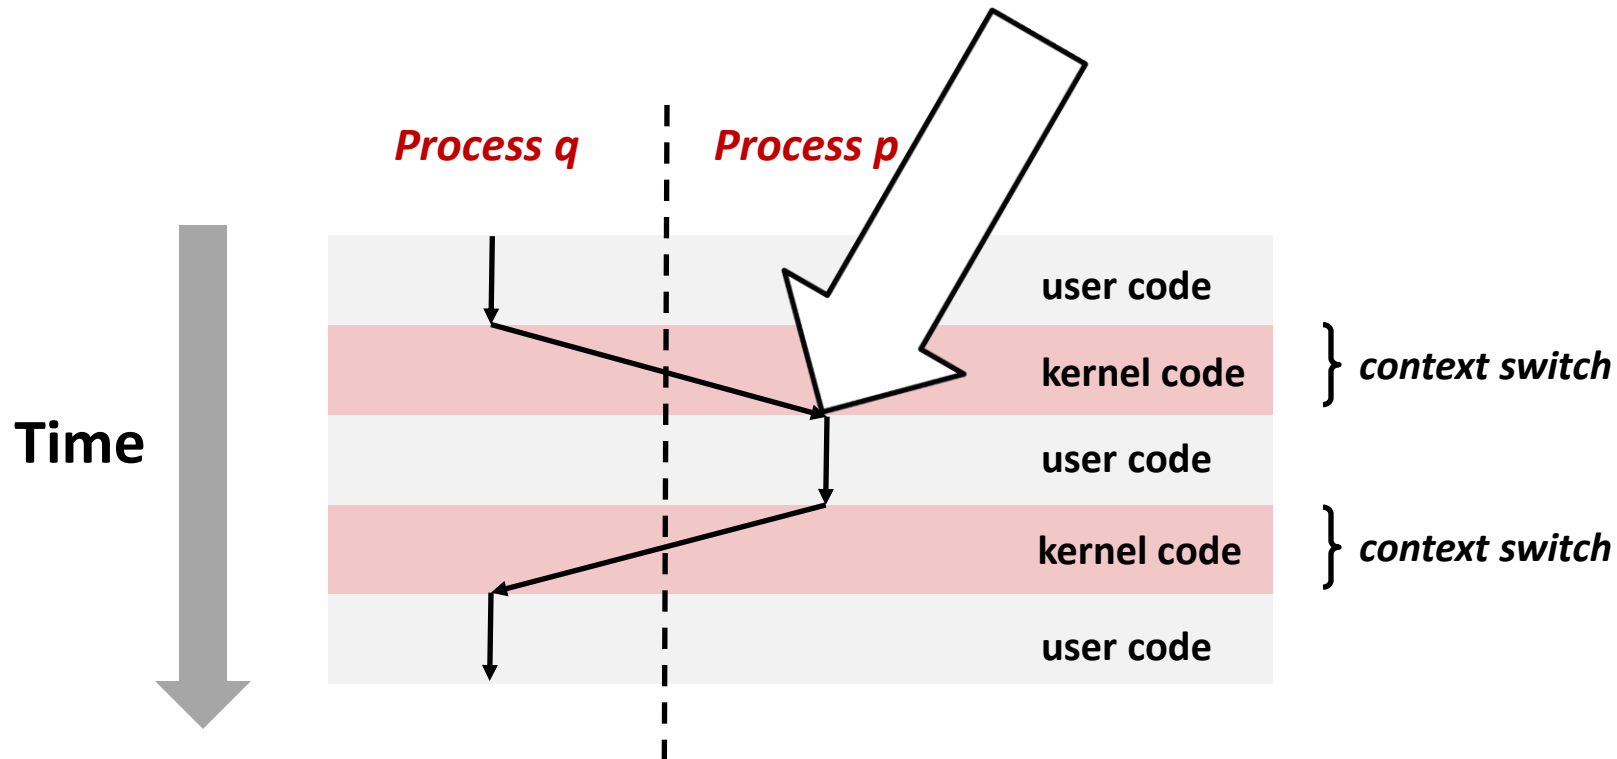 Process q
Process p
user code
kernel code
context switch
Time
user code
kernel code
context switch
user code